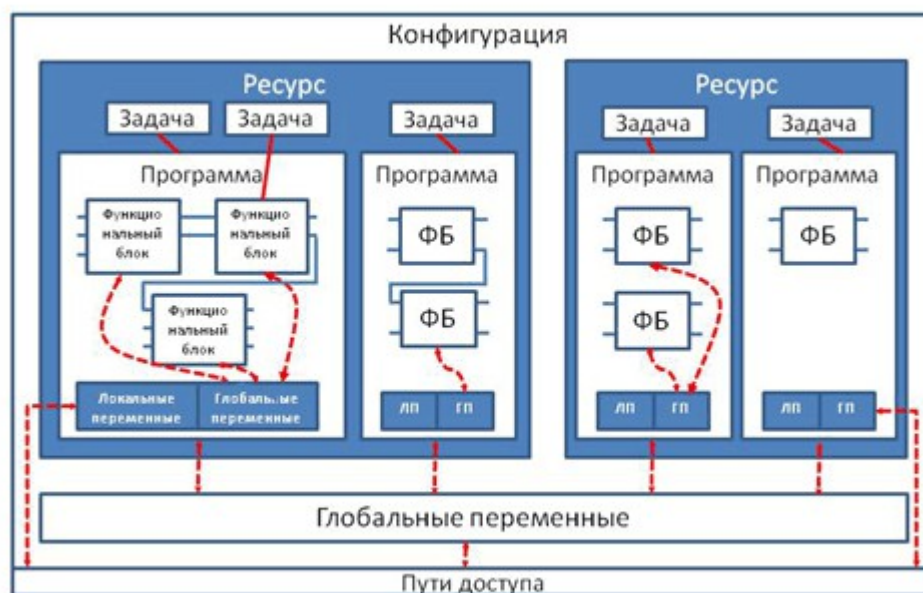 Конфигурация
Ресурс
Задача
Задача
Задача
Программа
Функцио
нальный
блок
Функцио
нальный
блок
Функцио
нальный
блок
Локальные
переменные
Глобальные
переменные
Программа
ФБ
ФБ
ЛП
ГП
Ресурс
Задача
Задача
Программа
ФБ
ФБ
ЛП
ГП
Программа
ФБ
ЛП
ГП
Глобальные переменные
Пути доступа